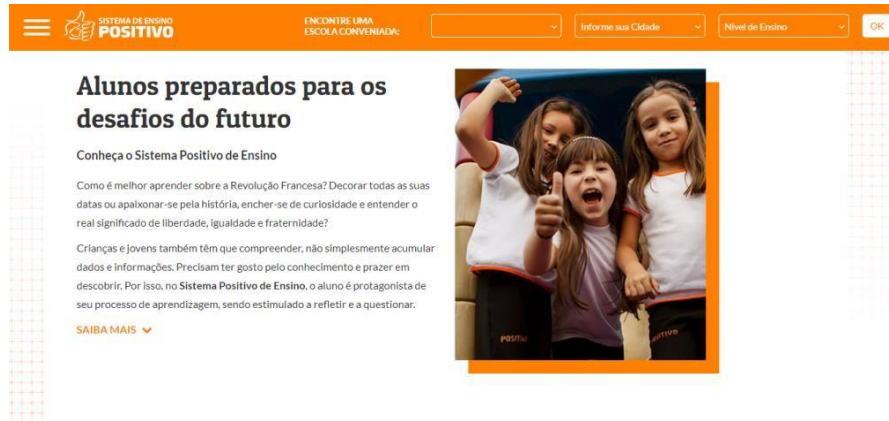 SISTEMA DE ENSINO
POSITIVO
ENCONTRE UMA
ESCOLA CONVENIADA:
Informe sua Cidade
Nível de Ensino
OK
Alunos preparados para os
desafios do futuro
Conheça o Sistema Positivo de Ensino
Como é melhor aprender sobre a Revolução Francesa? Decorar todas as suas
datas ou apaixonar-se pela história, encher-se de curiosidade e entender o
real significado de liberdade, igualdade e fraternidade?
Crianças e jovens também têm que compreender, não simplesmente acumular
dados e informações. Precisam ter gosto pelo conhecimento e prazer em
descobrir. Por isso, no Sistema Positivo de Ensino, o aluno é protagonista de
seu processo de aprendizagem, sendo estimulado a refletir e a questionar.
SAIBA MAIS